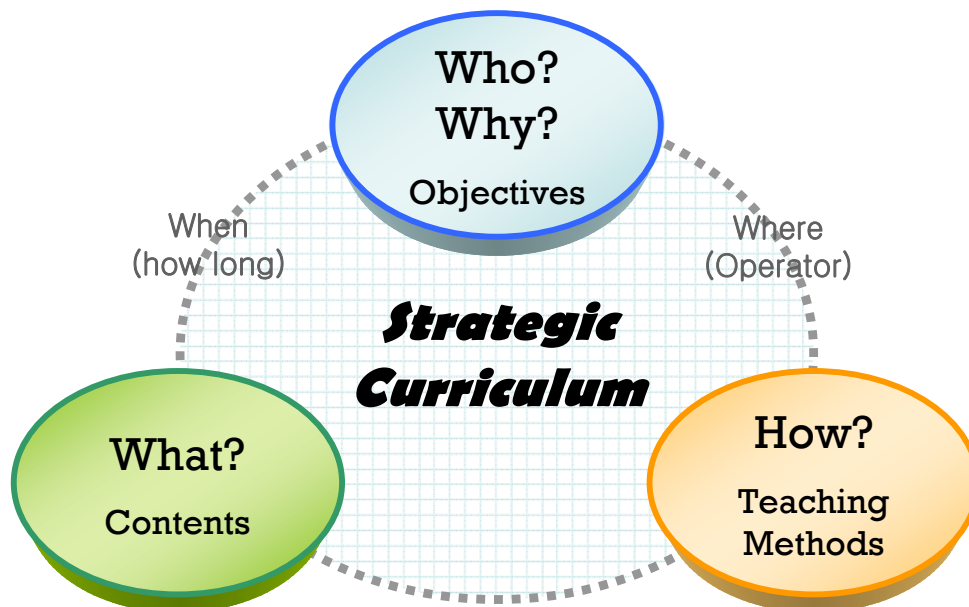 Who?
Why?
Objectives
When
(how long)
Where
(Operator)
Strategic
Curriculum
What?
Contents
How?
Teaching
Methods